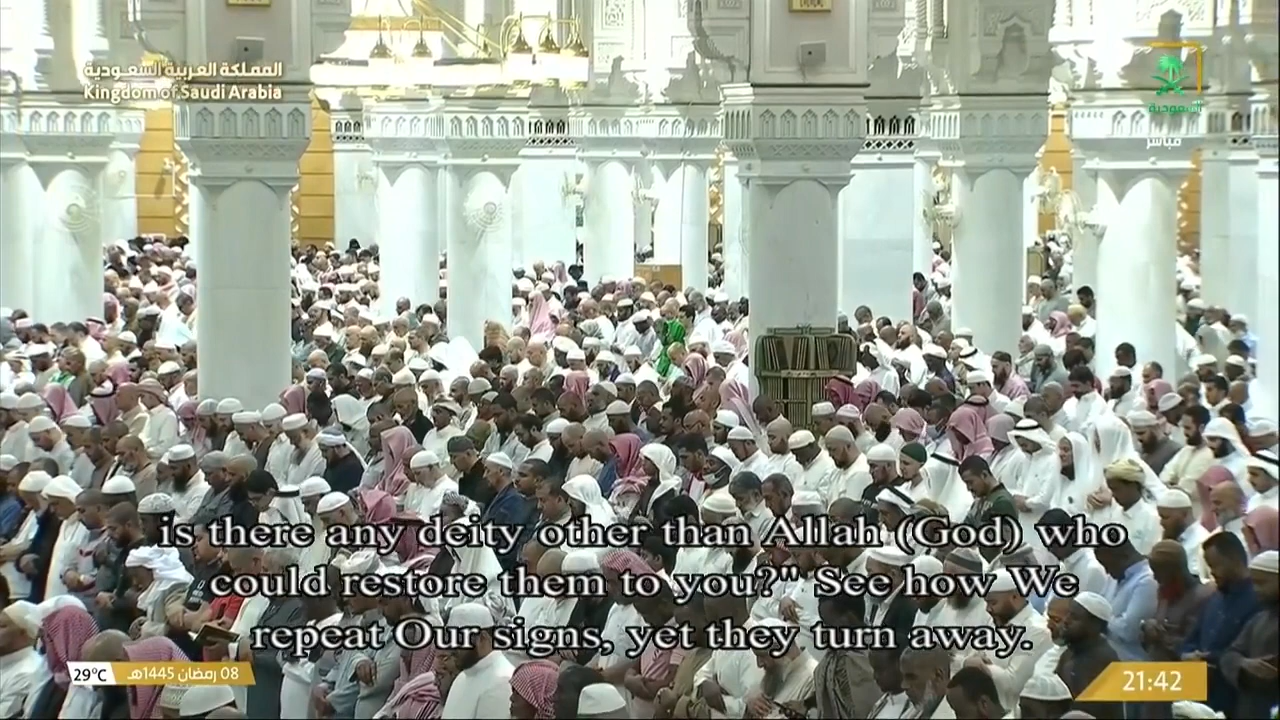 المملكة العربية السعودية
Kingdom of Saudi Arabia
السعودية
مباشر
is there any deity other than Allah (God) who
could restore them to you?" See how We
repeat Our signs, yet they turn away.
29°C
08 رمضان 1445هـ
21:42